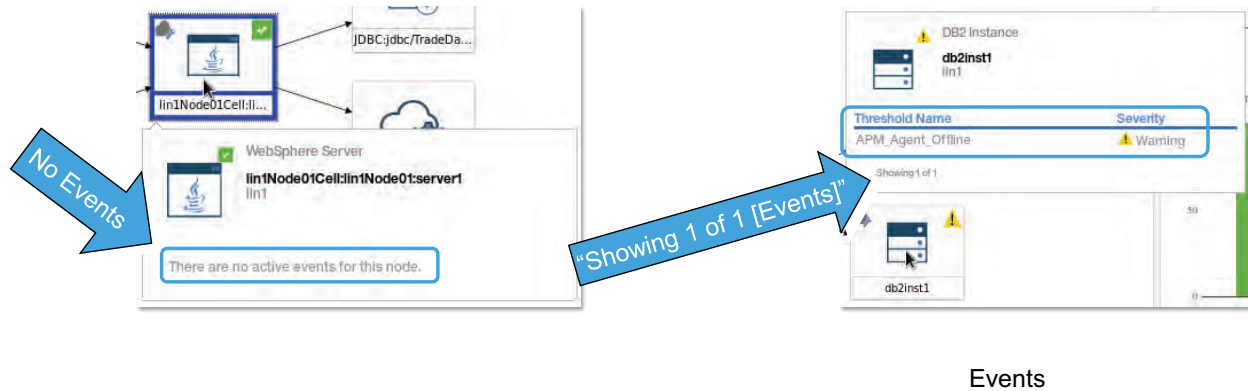 JDBC:jdbc/TradeDa...
lin1Node01Cell:li...
WebSphere Server
lin1Node01Cell:lin1Node01:server1
lin1
There are no active events for this node.
No Events
"Showing 1 of 1 [Events]"
DB2 Instance
db2inst1
lin1
Threshold Name Severity
APM_Agent_Offline Warning
Showing 1 of 1
50
0
db2inst1
Events